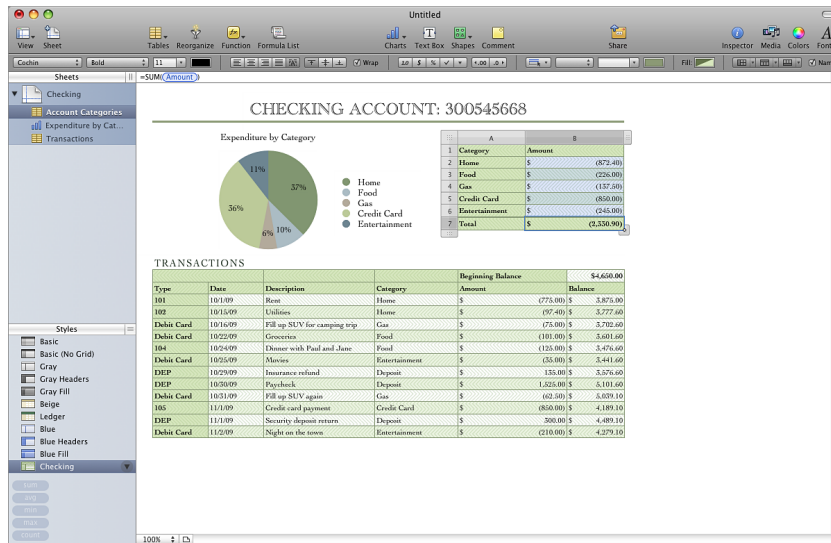 Untitled
View Sheet Tables Reorganize Function Formula List Charts Text Box Shapes Comment Share Inspector Media Colors
Cochin Bold 11 Wrap Fill:
Sheets =SUM(Amount)
Checking
Account Categories
Expenditure by Cat...
Transactions
CHECKING ACCOUNT: 300545668
Expenditure by Category
37%
10%
6%
36%
11%
Home
Food
Gas
Credit Card
Entertainment
A B
1 Category Amount
2 Home $ (872.40)
3 Food $ (226.00)
4 Gas $ (137.50)
5 Credit Card $ (850.00)
6 Entertainment $ (245.00)
7 Total $ (2,330.90)
TRANSACTIONS
Beginning Balance $4,650.00
Type Date Description Category Amount Balance
101 10/1/09 Rent Home $ (775.00) $ 3,875.00
102 10/15/09 Utilities Home $ (97.40) $ 3,777.60
Debit Card 10/16/09 Fill up SUV for camping trip Gas $ (75.00) $ 3,702.60
Debit Card 10/22/09 Groceries Food $ (101.00) $ 3,601.60
104 10/24/09 Dinner with Paul and Jane Food $ (125.00) $ 3,476.60
Debit Card 10/25/09 Movies Entertainment $ (35.00) $ 3,441.60
DEP 10/29/09 Insurance refund Deposit $ 135.00 $ 3,576.60
DEP 10/30/09 Paycheck Deposit $ 1,525.00 $ 5,101.60
Debit Card 10/31/09 Fill up SUV again Gas $ (62.50) $ 5,039.10
105 11/1/09 Credit card payment Credit Card $ (850.00) $ 4,189.10
DEP 11/1/09 Security deposit return Deposit $ 300.00 $ 4,489.10
Debit Card 11/2/09 Night on the town Entertainment $ (210.00) $ 4,279.10
Styles
Basic
Basic (No Grid)
Gray
Gray Headers
Gray Fill
Beige
Ledger
Blue
Blue Headers
Blue Fill
Checking
sum
avg
min
max
count
100%